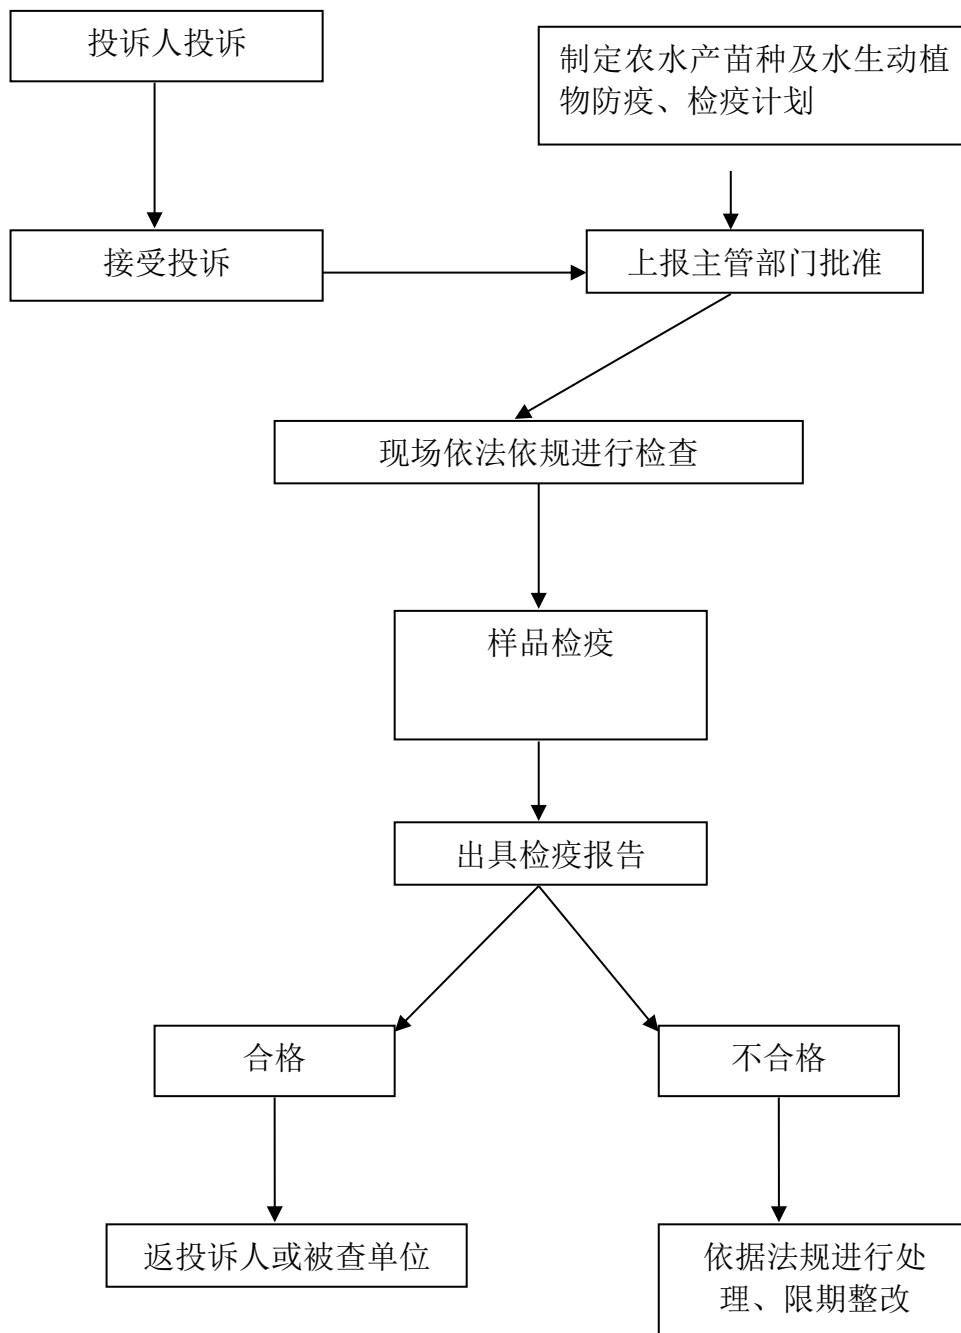 投诉人投诉
制定农水产苗种及水生动植
物防疫、检疫计划
接受投诉
上报主管部门批准
现场依法依规进行检查
样品检疫
出具检疫报告
合格
不合格
返投诉人或被查单位
依据法规进行处
理、限期整改